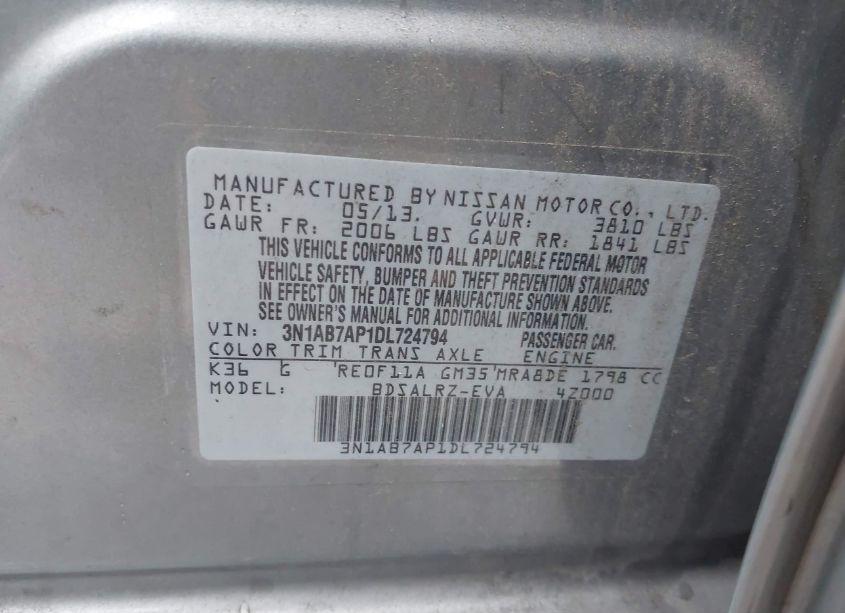 MANUFACTURED BY NISSAN MOTOR CO., LTD.
DATE: 05/13. GVWR: 3810 LBS
GAWR FR: 2006 LBS GAWR RR: 1841 LBS
THIS VEHICLE CONFORMS TO ALL APPLICABLE FEDERAL MOTOR
VEHICLE SAFETY, BUMPER AND THEFT PREVENTION STANDARDS
IN EFFECT ON THE DATE OF MANUFACTURE SHOWN ABOVE.
SEE OWNER'S MANUAL FOR ADDITIONAL INFORMATION.
VIN: 3N1AB7AP1DL724794 PASSENGER CAR.
COLOR TRIM TRANS AXLE ENGINE
K36 G RE0F11A GM35 MRA8DE 1798 CC
MODEL: BDSALRZ-EVA 4Z000
3N1AB7AP1DL724794